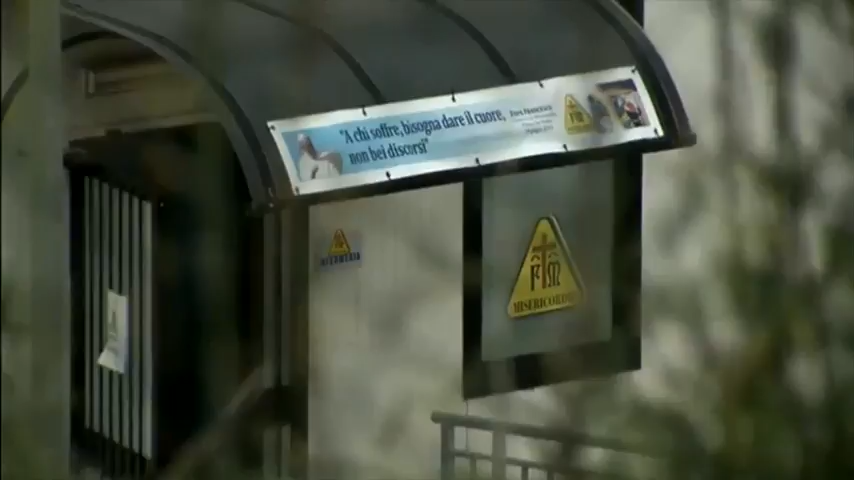 "A chi soffre, bisogna dare il cuore,
non bei discorsi"
Papa Francesco
F M
MISERICORDIA